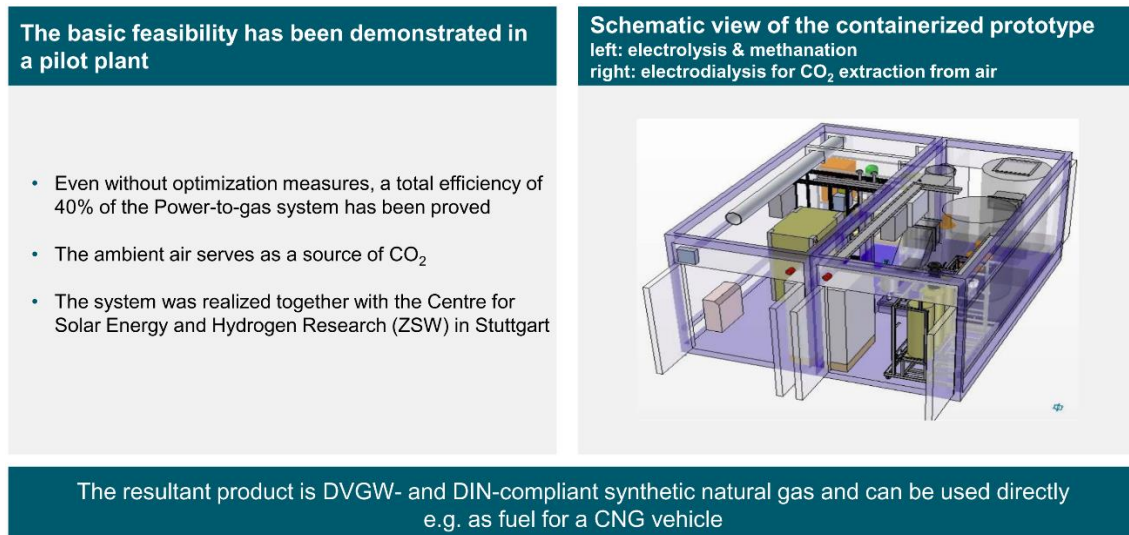 The basic feasibility has been demonstrated in
a pilot plant
• Even without optimization measures, a total efficiency of
40% of the Power-to-gas system has been proved
• The ambient air serves as a source of CO₂
• The system was realized together with the Centre for
Solar Energy and Hydrogen Research (ZSW) in Stuttgart
Schematic view of the containerized prototype
left: electrolysis & methanation
right: electrodialysis for CO₂ extraction from air
The resultant product is DVGW- and DIN-compliant synthetic natural gas and can be used directly
e.g. as fuel for a CNG vehicle